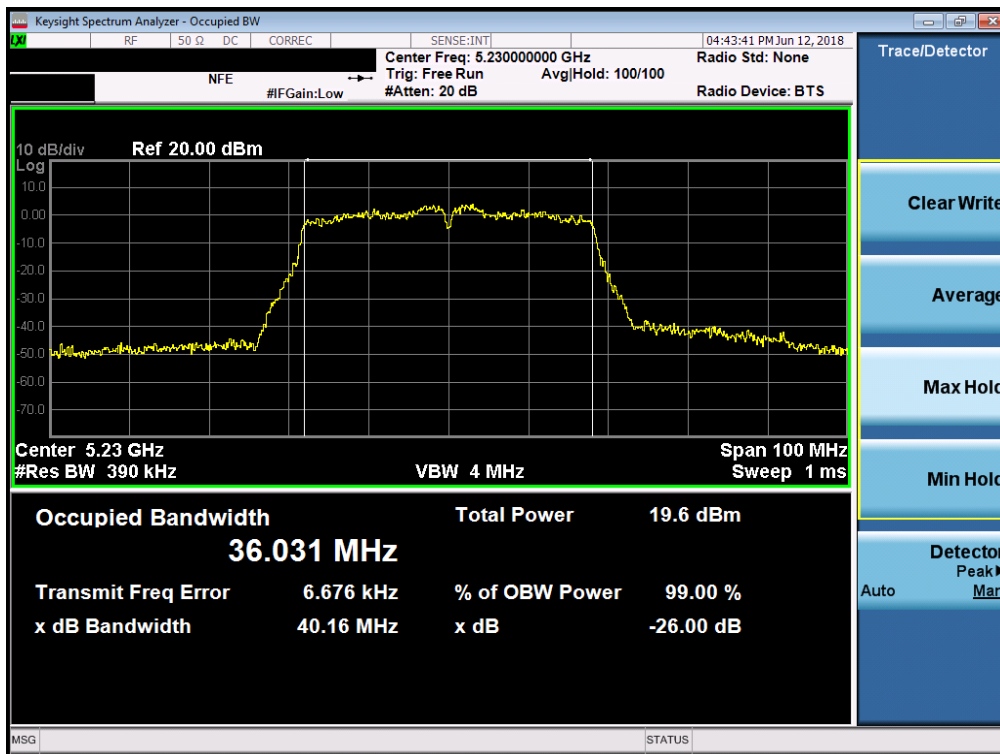 Keysight Spectrum Analyzer - Occupied BW
LXI RF 50 Ω DC CORREC SENSE:INT 04:43:41 PM Jun 12, 2018
Center Freq: 5.230000000 GHz Radio Std: None
NFE Trig: Free Run Avg|Hold: 100/100
#IFGain:Low #Atten: 20 dB Radio Device: BTS
10 dB/div Ref 20.00 dBm
Log
10.0
0.00
-10.0
-20.0
-30.0
-40.0
-50.0
-60.0
-70.0
Center 5.23 GHz Span 100 MHz
#Res BW 390 kHz VBW 4 MHz Sweep 1 ms
Occupied Bandwidth Total Power 19.6 dBm
36.031 MHz
Transmit Freq Error 6.676 kHz % of OBW Power 99.00 %
x dB Bandwidth 40.16 MHz x dB -26.00 dB
Trace/Detector
Clear Write
Average
Max Hold
Min Hold
Detector
Peak
Auto Man
MSG STATUS